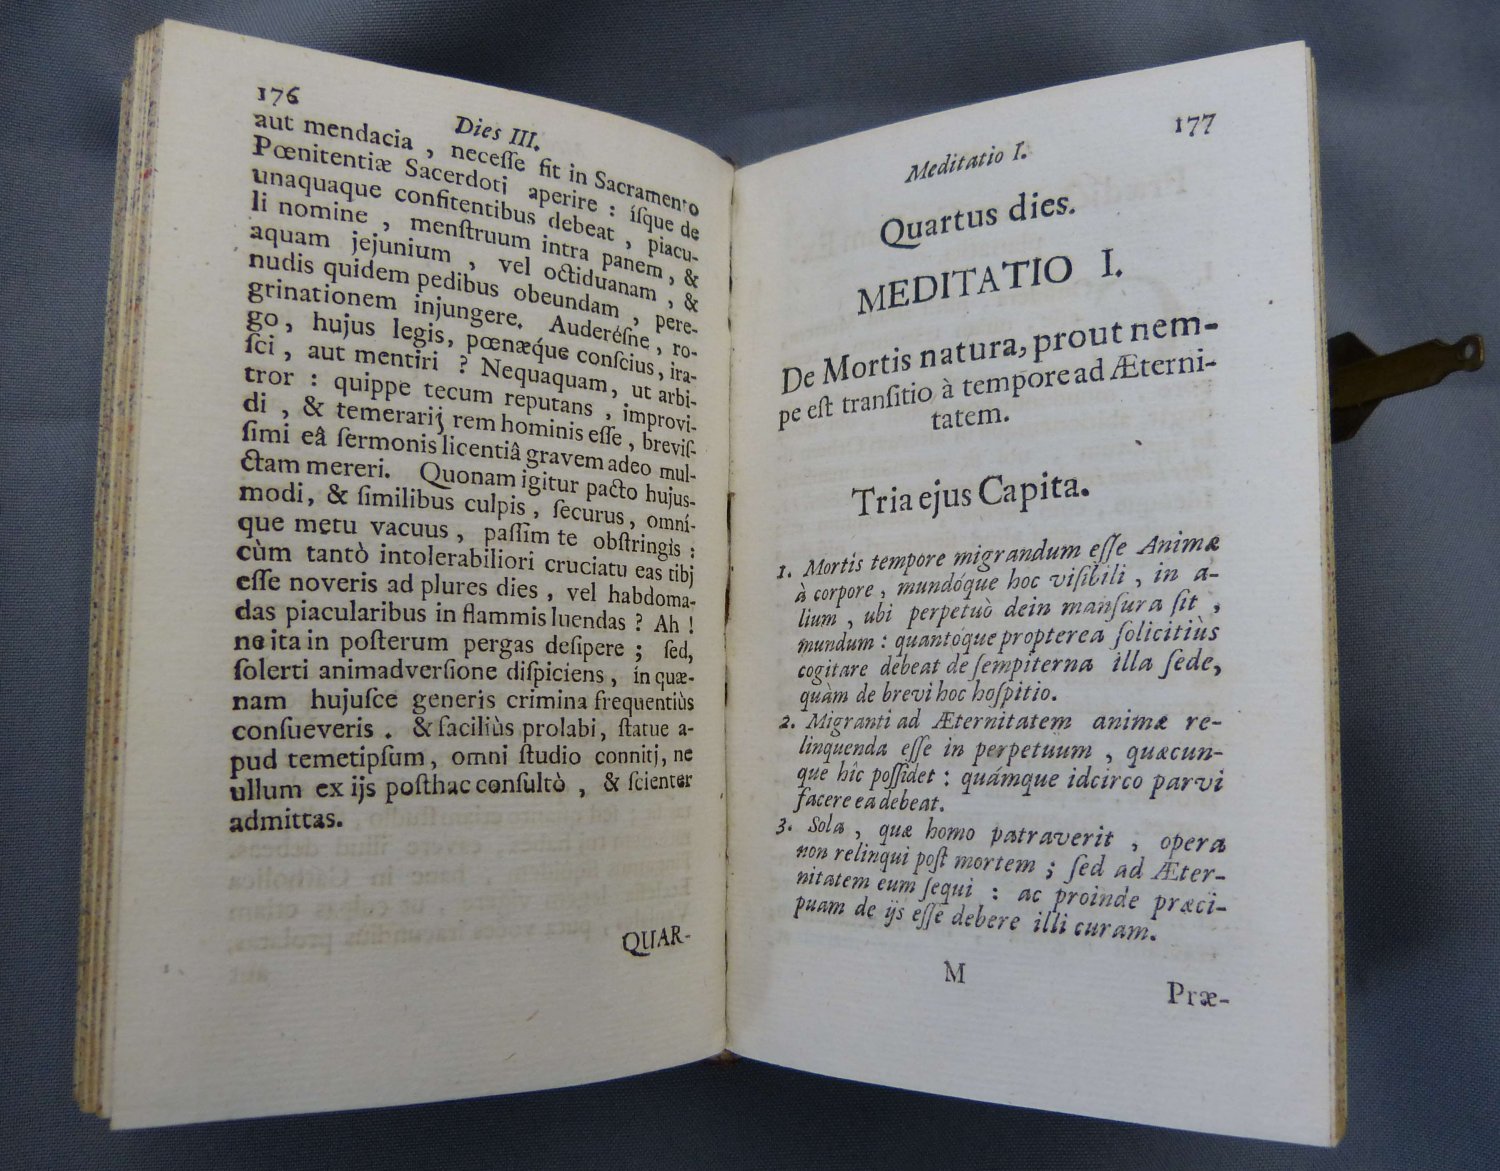 176
Dies III.
aut mendacia, necesſe ſit in Sacramento
Pœnitentiæ Sacerdoti aperire : iſque de
unaquaque confitentibus debeat, piacu-
li nomine, menſtruum intra panem, &
aquam jejunium, vel octiduanam, &
nudis quidem pedibus obeundam, pere-
grinationem injungere. Auderéſne, ro-
go, hujus legis, pœnæque conſcius, ira-
ſci, aut mentiri ? Nequaquam, ut arbi-
tror : quippe tecum reputans, improvi-
di, & temerarij rem hominis eſſe, breviſ-
ſimi eâ ſermonis licentiâ gravem adeo mul-
ctam mereri. Quonam igitur pacto hujus-
modi, & ſimilibus culpis, ſecurus, omni-
que metu vacuus, paſſim te obſtringis :
cùm tantò intolerabiliori cruciatu eas tibj
eſſe noveris ad plures dies, vel habdoma-
das piacularibus in flammis luendas ? Ah !
ne ita in poſterum pergas deſipere ; ſed,
ſolerti animadverſione diſpiciens, in quæ-
nam hujuſce generis crimina frequentiùs
conſueveris . & faciliùs prolabi, ſtatue a-
pud temetipſum, omni ſtudio connitj, ne
ullum ex ijs poſthac conſultò, & ſcienter
admittas.
QUAR-
177
Meditatio I.
Quartus dies.
MEDITATIO I.
De Mortis natura, prout nem-
pe eſt tranſitio à tempore ad Æterni-
tatem.
Tria ejus Capita.
1. Mortis tempore migrandum eſſe Animæ
à corpore, mundóque hoc viſibili, in a-
lium, ubi perpetuò dein manſura ſit,
mundum : quantóque propterea ſolicitiùs
cogitare debeat de ſempiterna illa ſede,
quàm de brevi hoc hoſpitio.
2. Migranti ad Æternitatem animæ re-
linquenda eſſe in perpetuum, quæcun-
que hîc poſſidet : quámque idcirco parvi
facere ea debeat.
3. Sola, quæ homo patraverit, opera
non relinqui poſt mortem ; ſed ad Æter-
nitatem eum ſequi : ac proinde præci-
puam de ijs eſſe debere illi curam.
M
Præ-